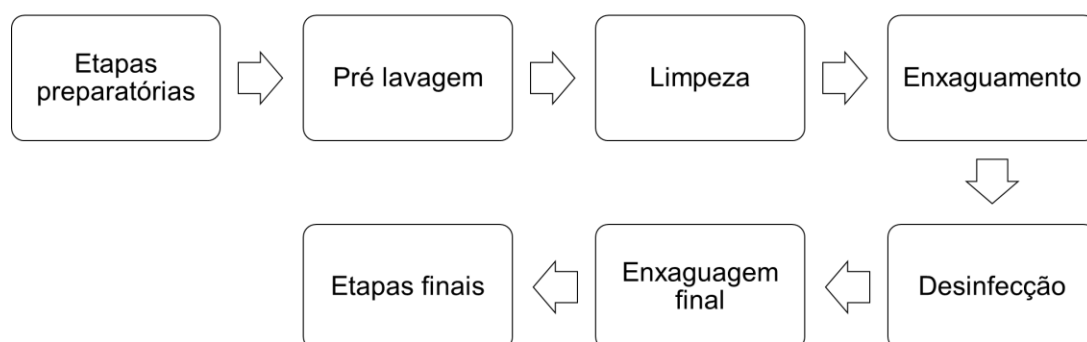 Etapas
preparatórias
Pré lavagem
Limpeza
Enxaguamento
Desinfecção
Enxaguagem
final
Etapas finais